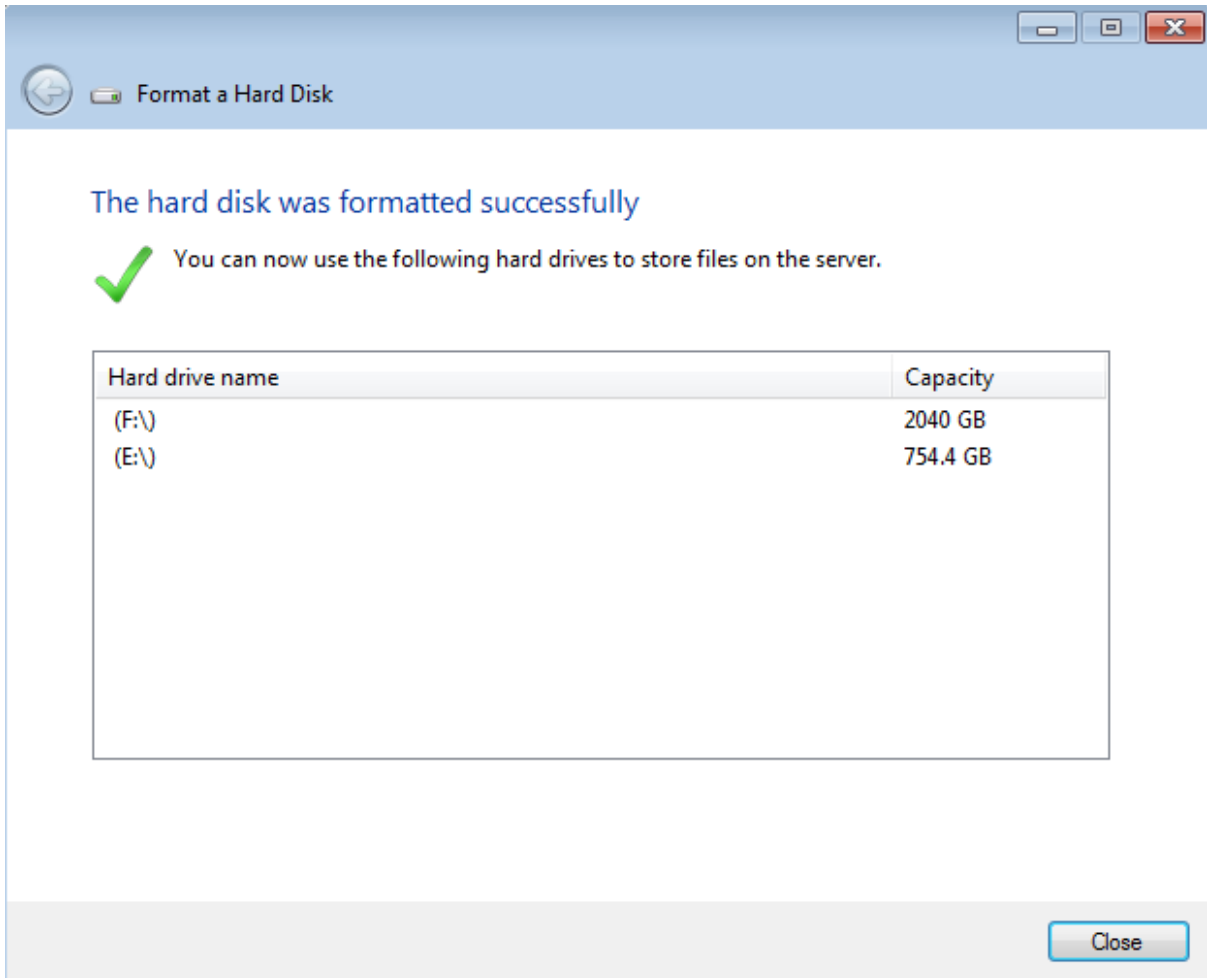 Format a Hard Disk
The hard disk was formatted successfully
You can now use the following hard drives to store files on the server.
Hard drive name Capacity
(F:\) 2040 GB
(E:\) 754.4 GB
Close